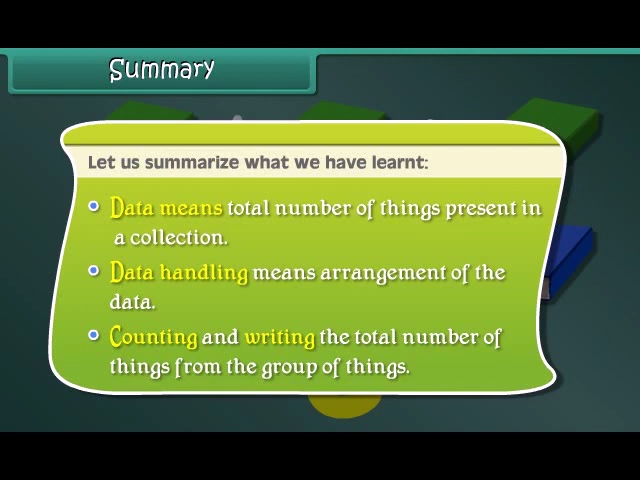 Summary
Let us summarize what we have learnt:
Data means total number of things present in
a collection.
Data handling means arrangement of the
data.
Counting and writing the total number of
things from the group of things.